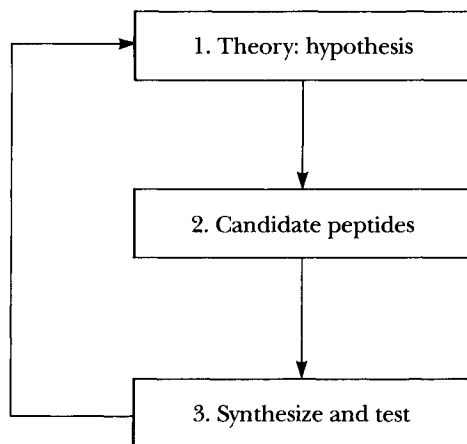 1. Theory: hypothesis
2. Candidate peptides
3. Synthesize and test